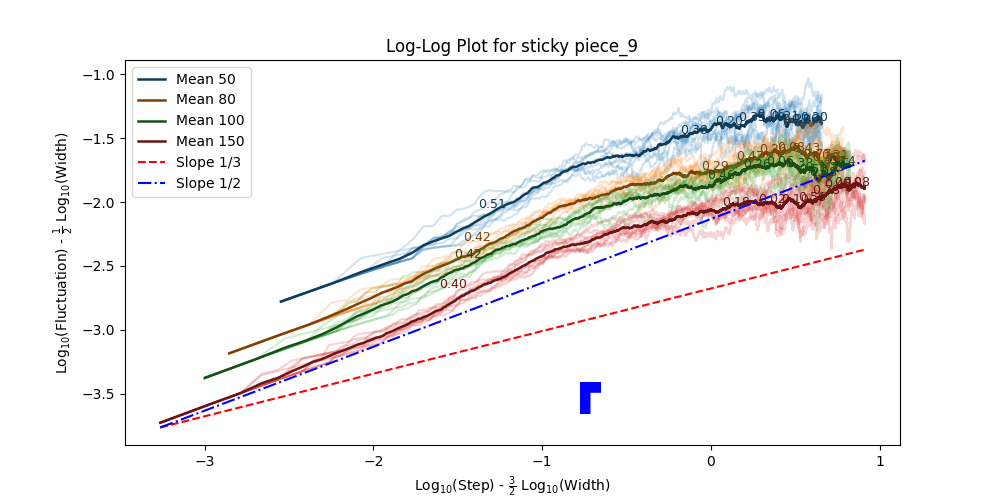 Log-Log Plot for sticky piece_9
Log10(Fluctuation) - 1/2 Log10(Width)
−1.0
−1.5
−2.0
−2.5
−3.0
−3.5
Mean 50
Mean 80
Mean 100
Mean 150
Slope 1/3
Slope 1/2
0.51
0.42
0.42
0.40
0.38
0.20
0.29
0.18
−3
−2
−1
0
1
Log10(Step) - 3/2 Log10(Width)